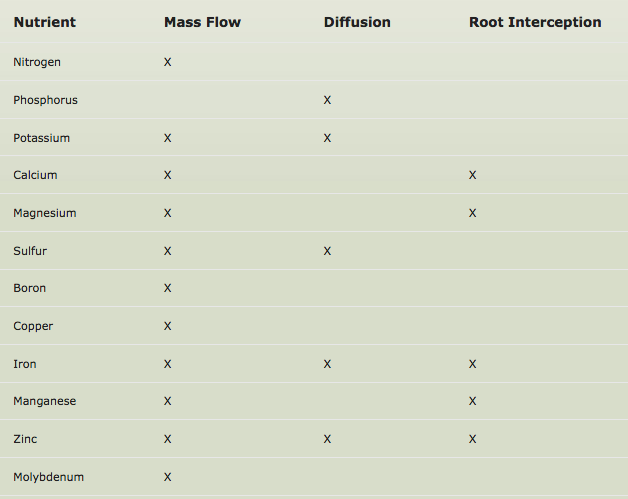 Nutrient Mass Flow Diffusion Root Interception
Nitrogen X
Phosphorus X
Potassium X X
Calcium X X
Magnesium X X
Sulfur X X
Boron X
Copper X
Iron X X X
Manganese X X
Zinc X X X
Molybdenum X